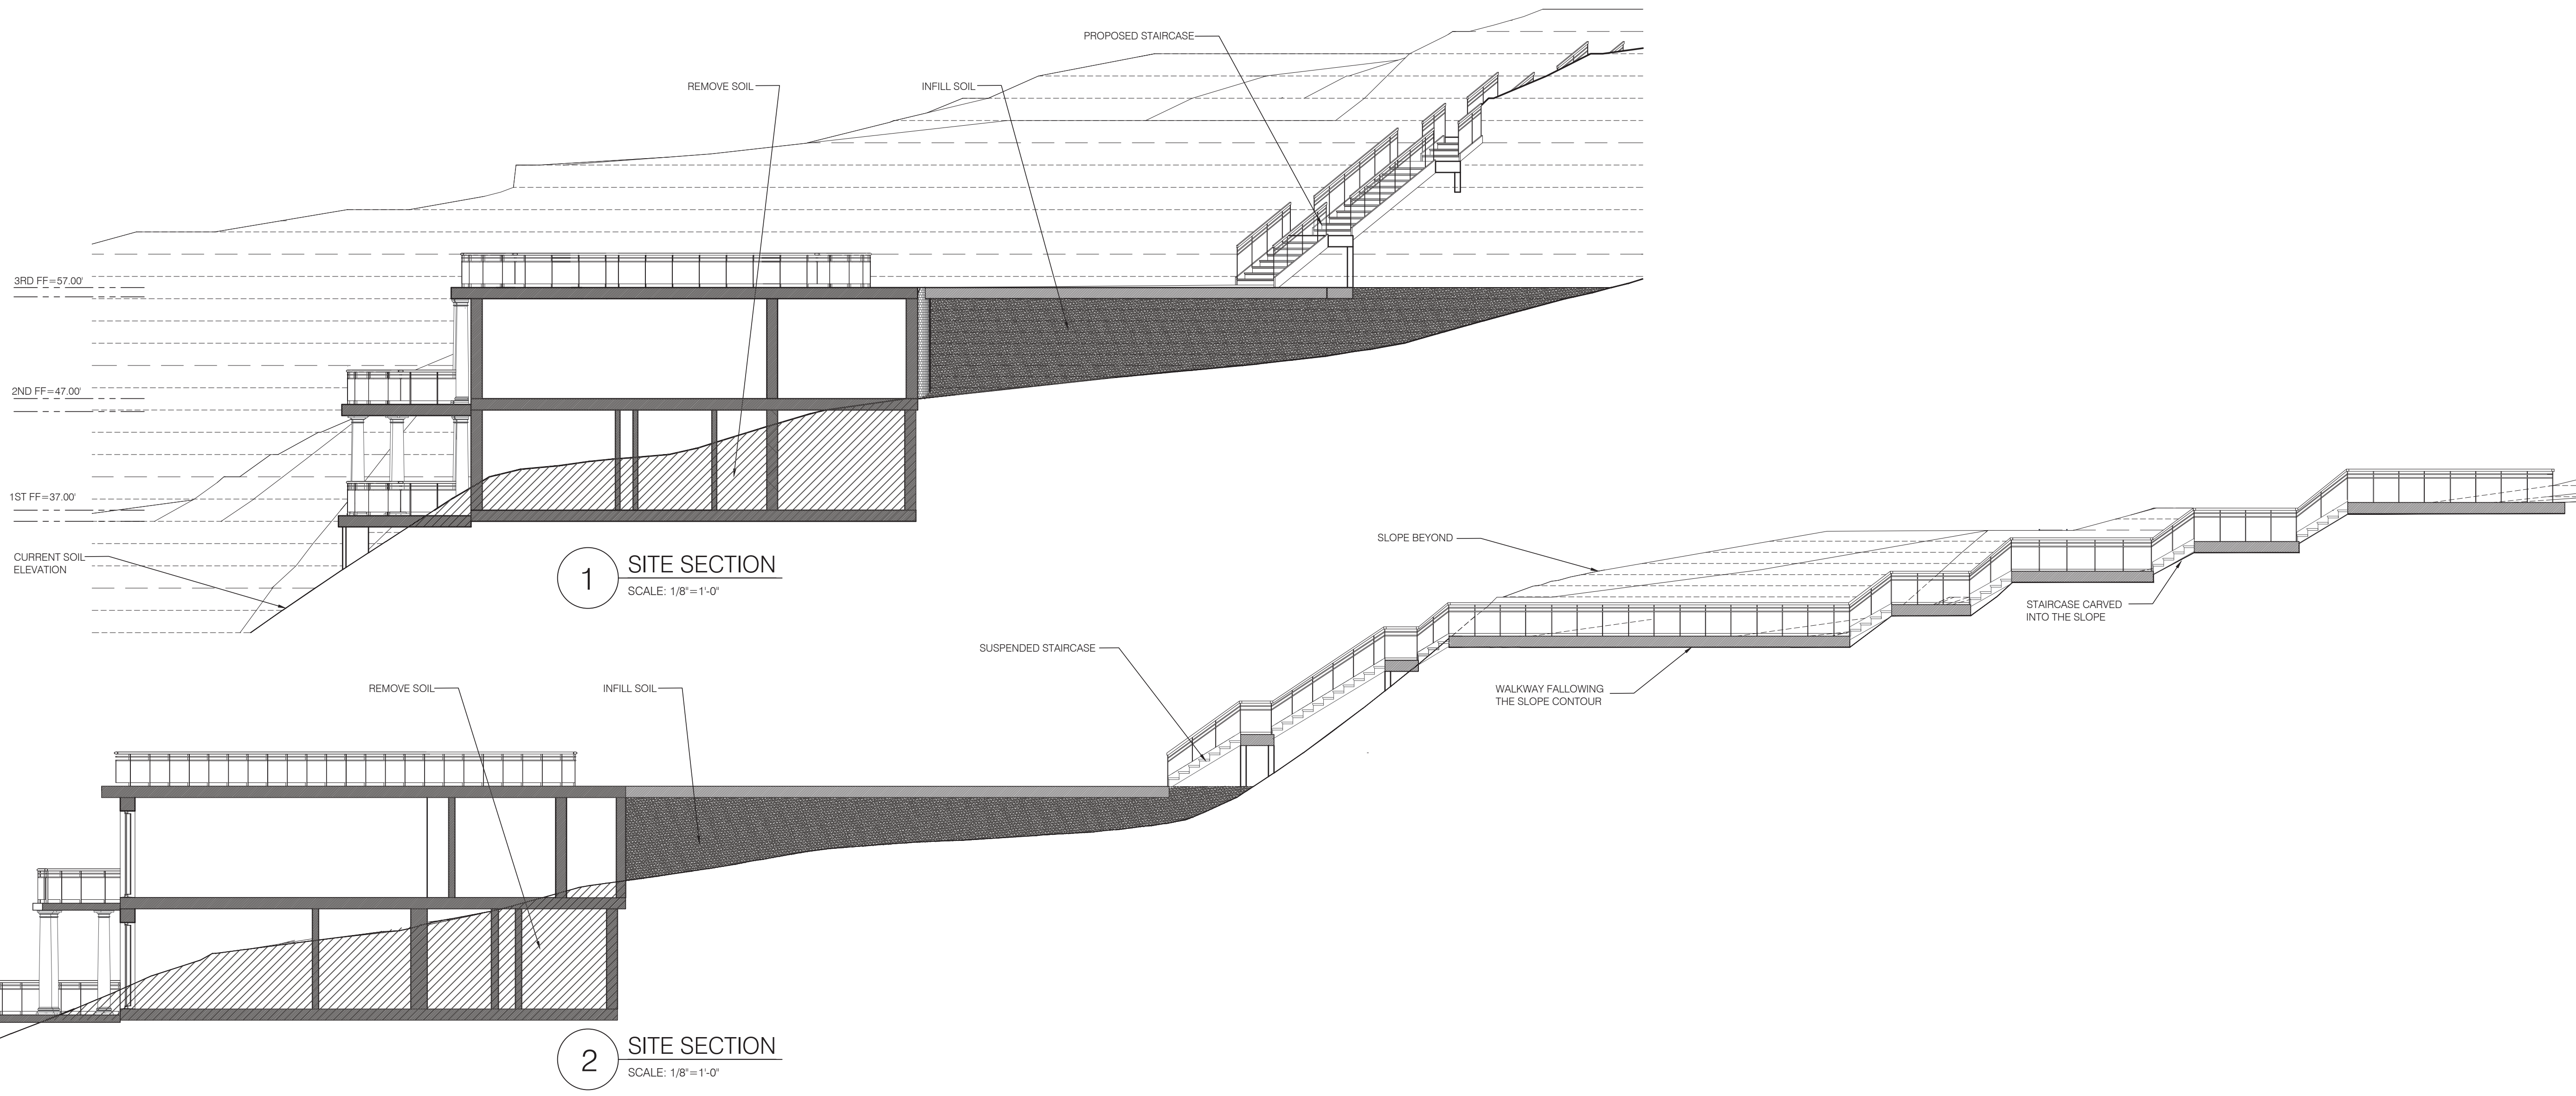 PROPOSED STAIRCASE
REMOVE SOIL
INFILL SOIL
3RD FF=57.00'
2ND FF=47.00'
1ST FF=37.00'
CURRENT SOIL
ELEVATION
1
SITE SECTION
SCALE: 1/8"=1'-0"
SLOPE BEYOND
STAIRCASE CARVED
INTO THE SLOPE
SUSPENDED STAIRCASE
WALKWAY FALLOWING
THE SLOPE CONTOUR
REMOVE SOIL
INFILL SOIL
2
SITE SECTION
SCALE: 1/8"=1'-0"